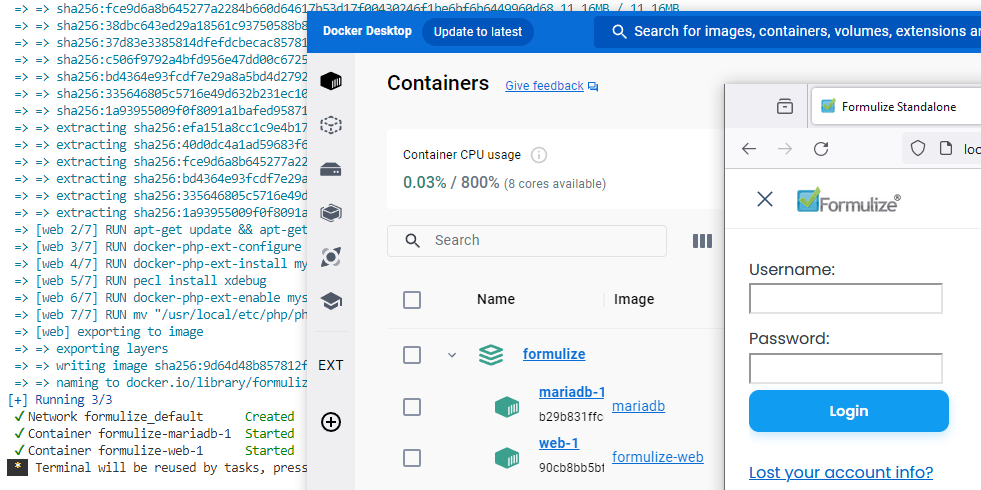 => => sha256:fce9d6a8b645277a2284b660d64617b53d17f00430246f1be6bf6b6449960d68 11.16MB / 11.16MB
=> => sha256:38dbc643ed29a18561c93750588b8
=> => sha256:37d83e3385814dfefdcbecac85781
=> => sha256:c506f9792a4bfd956e47dd00c6725
=> => sha256:bd4364e93fcdf7e29a8a5bd4d2792
=> => sha256:335646805c5716e49d632b231ec10
=> => sha256:1a93955009f0f8091a1bafed95871
=> => extracting sha256:efa151a8cc1c9e4b17
=> => extracting sha256:40d0dc4a1ad59683f6
=> => extracting sha256:fce9d6a8b645277a22
=> => extracting sha256:bd4364e93fcdf7e29a
=> => extracting sha256:335646805c5716e49d
=> => extracting sha256:1a93955009f0f8091a
=> [web 2/7] RUN apt-get update && apt-get
=> [web 3/7] RUN docker-php-ext-configure
=> [web 4/7] RUN docker-php-ext-install my
=> [web 5/7] RUN pecl install xdebug
=> [web 6/7] RUN docker-php-ext-enable mys
=> [web 7/7] RUN mv "/usr/local/etc/php/ph
=> [web] exporting to image
=> => exporting layers
=> => writing image sha256:9d64d48b857812f
=> => naming to docker.io/library/formuliz
[+] Running 3/3
✓ Network formulize_default Created
✓ Container formulize-mariadb-1 Started
✓ Container formulize-web-1 Started
* Terminal will be reused by tasks, press
Docker Desktop
Update to latest
Search for images, containers, volumes, extensions an
Containers
Give feedback
Container CPU usage
0.03% / 800% (8 cores available)
Search
Name Image
formulize
mariadb-1 mariadb
b29b831ffc
web-1 formulize-web
90cb8bb5bf
EXT
Formulize Standalone
loc
Formulize®
Username:
Password:
Login
Lost your account info?